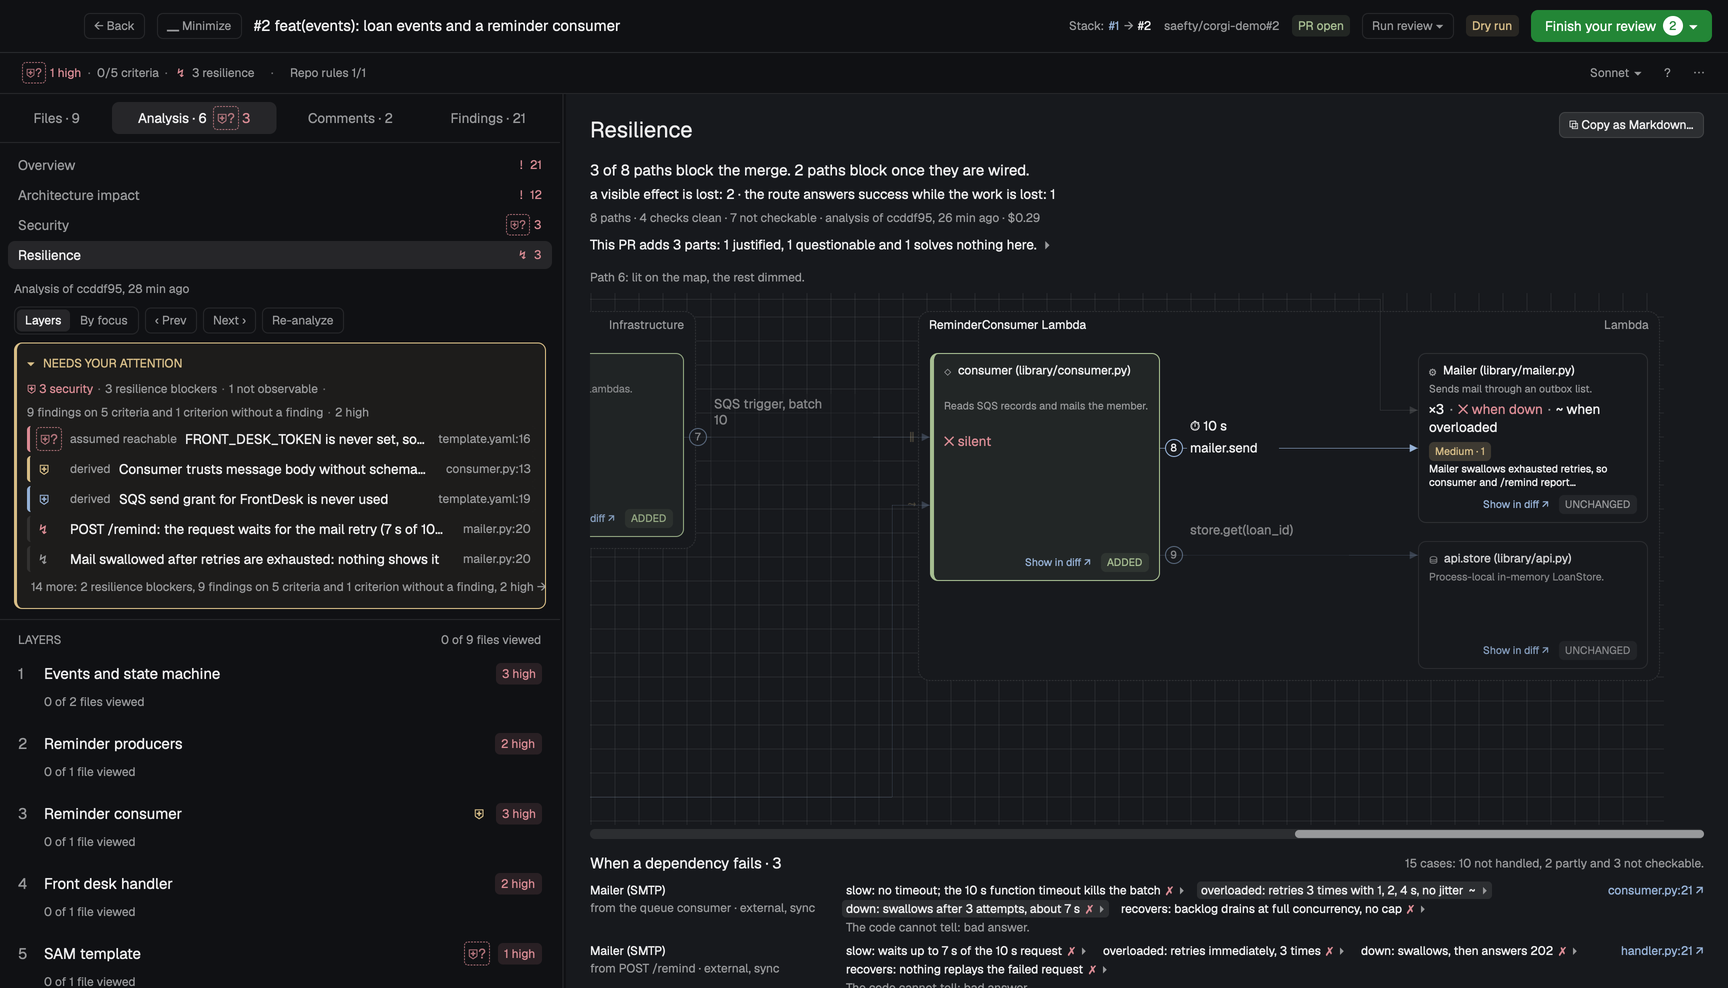 ← Back
Minimize
#2 feat(events): loan events and a reminder consumer
Stack: #1 → #2
saefty/corgi-demo#2
PR open
Run review
Dry run
Finish your review 2
1 high · 0/5 criteria · 3 resilience · Repo rules 1/1
Sonnet
?
···
Files · 9
Analysis · 6 ? 3
Comments · 2
Findings · 21
Overview ! 21
Architecture impact ! 12
Security ? 3
Resilience 3
Analysis of ccddf95, 28 min ago
Layers
By focus
‹ Prev
Next ›
Re-analyze
NEEDS YOUR ATTENTION
3 security · 3 resilience blockers · 1 not observable ·
9 findings on 5 criteria and 1 criterion without a finding · 2 high
? assumed reachable FRONT_DESK_TOKEN is never set, so... template.yaml:16
derived Consumer trusts message body without schema... consumer.py:13
derived SQS send grant for FrontDesk is never used template.yaml:19
POST /remind: the request waits for the mail retry (7 s of 10... mailer.py:20
Mail swallowed after retries are exhausted: nothing shows it mailer.py:20
14 more: 2 resilience blockers, 9 findings on 5 criteria and 1 criterion without a finding, 2 high →
LAYERS 0 of 9 files viewed
1 Events and state machine 3 high
0 of 2 files viewed
2 Reminder producers 2 high
0 of 1 file viewed
3 Reminder consumer 3 high
0 of 1 file viewed
4 Front desk handler 2 high
0 of 1 file viewed
5 SAM template ? 1 high
0 of 1 file viewed
Resilience
Copy as Markdown...
3 of 8 paths block the merge. 2 paths block once they are wired.
a visible effect is lost: 2 · the route answers success while the work is lost: 1
8 paths · 4 checks clean · 7 not checkable · analysis of ccddf95, 26 min ago · $0.29
This PR adds 3 parts: 1 justified, 1 questionable and 1 solves nothing here.
Path 6: lit on the map, the rest dimmed.
Infrastructure
ambdas.
diff ↗ ADDED
7
SQS trigger, batch
10
ReminderConsumer Lambda
Lambda
consumer (library/consumer.py)
Reads SQS records and mails the member.
✕ silent
Show in diff ↗ ADDED
10 s
8 mailer.send
store.get(loan_id)
9
Mailer (library/mailer.py)
Sends mail through an outbox list.
×3 · ✕ when down · ~ when
overloaded
Medium · 1
Mailer swallows exhausted retries, so
consumer and /remind report...
Show in diff ↗ UNCHANGED
api.store (library/api.py)
Process-local in-memory LoanStore.
Show in diff ↗ UNCHANGED
When a dependency fails · 3
15 cases: 10 not handled, 2 partly and 3 not checkable.
Mailer (SMTP)
from the queue consumer · external, sync
slow: no timeout; the 10 s function timeout kills the batch ✗ overloaded: retries 3 times with 1, 2, 4 s, no jitter ~
consumer.py:21 ↗
down: swallows after 3 attempts, about 7 s ✗ recovers: backlog drains at full concurrency, no cap ✗
The code cannot tell: bad answer.
Mailer (SMTP)
from POST /remind · external, sync
slow: waits up to 7 s of the 10 s request ✗ overloaded: retries immediately, 3 times ✗ down: swallows, then answers 202 ✗
handler.py:21 ↗
recovers: nothing replays the failed request ✗
The code cannot tell: bad answer.